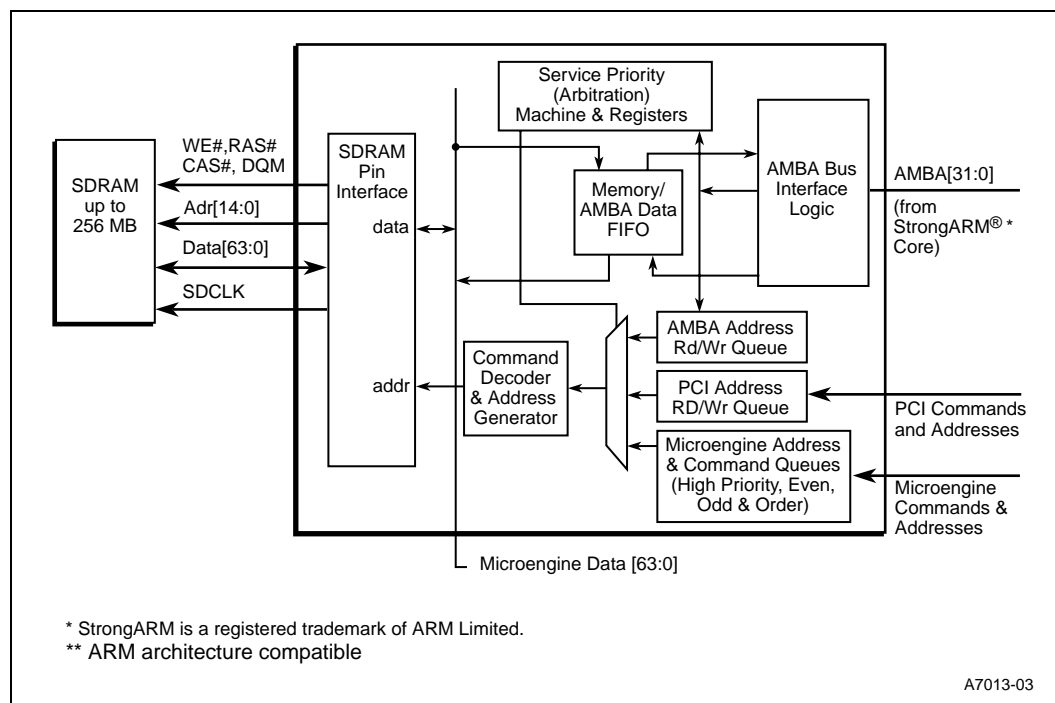 Service Priority
(Arbitration)
Machine & Registers
WE#,RAS#
CAS#, DQM
SDRAM
up to
256 MB
Adr[14:0]
Data[63:0]
SDCLK
SDRAM
Pin
Interface
data
addr
Memory/
AMBA Data
FIFO
AMBA Bus
Interface
Logic
AMBA[31:0]
(from
StrongARM® *
Core)
AMBA Address
Rd/Wr Queue
Command
Decoder
& Address
Generator
PCI Address
RD/Wr Queue
PCI Commands
and Addresses
Microengine Address
& Command Queues
(High Priority, Even,
Odd & Order)
Microengine
Commands &
Addresses
Microengine Data [63:0]
* StrongARM is a registered trademark of ARM Limited.
** ARM architecture compatible
A7013-03